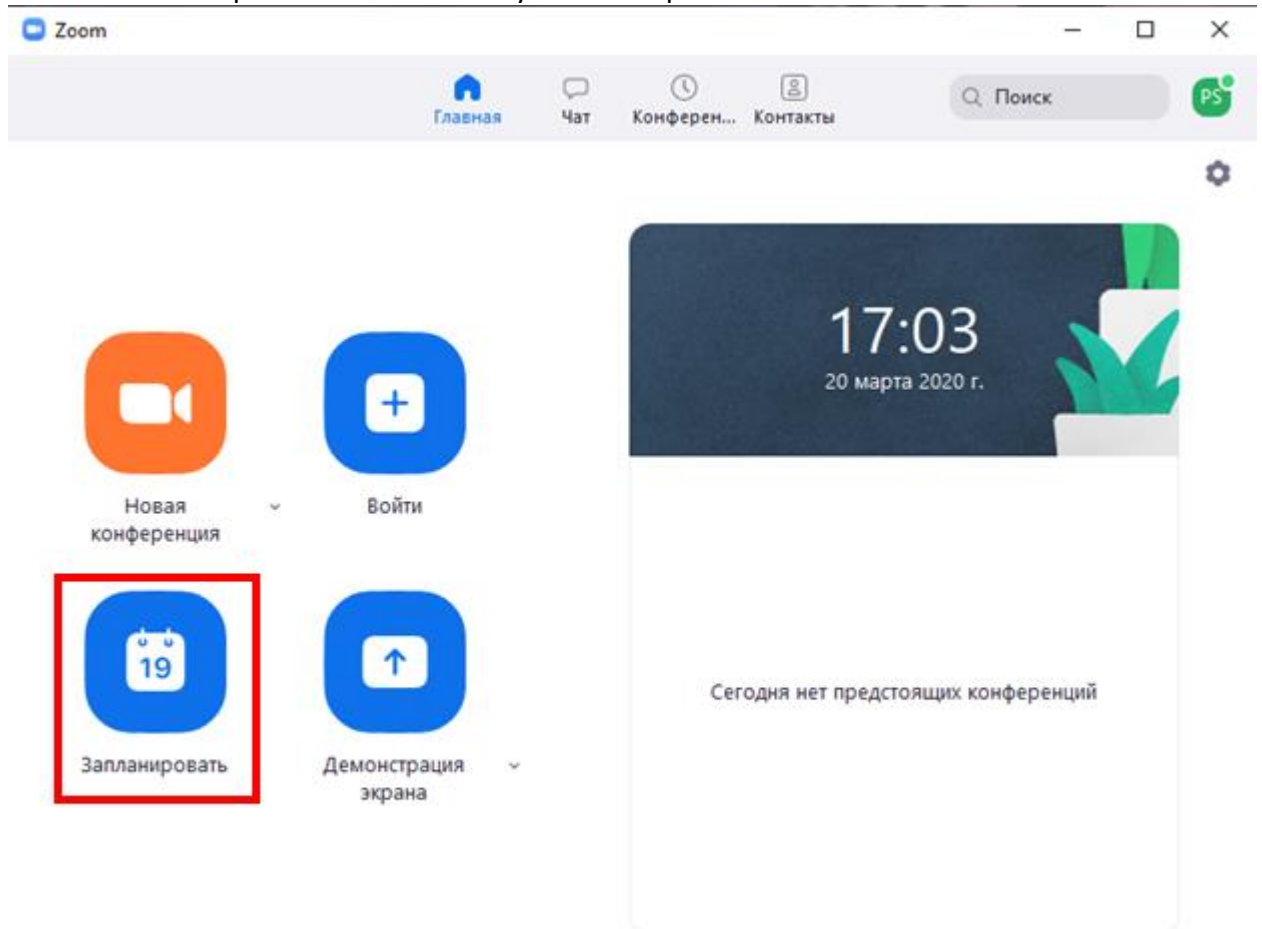 Zoom
Главная
Чат
Конферен...
Контакты
Поиск
PS
17:03
20 марта 2020 г.
Новая
конференция
Войти
19
Запланировать
Демонстрация
экрана
Сегодня нет предстоящих конференций